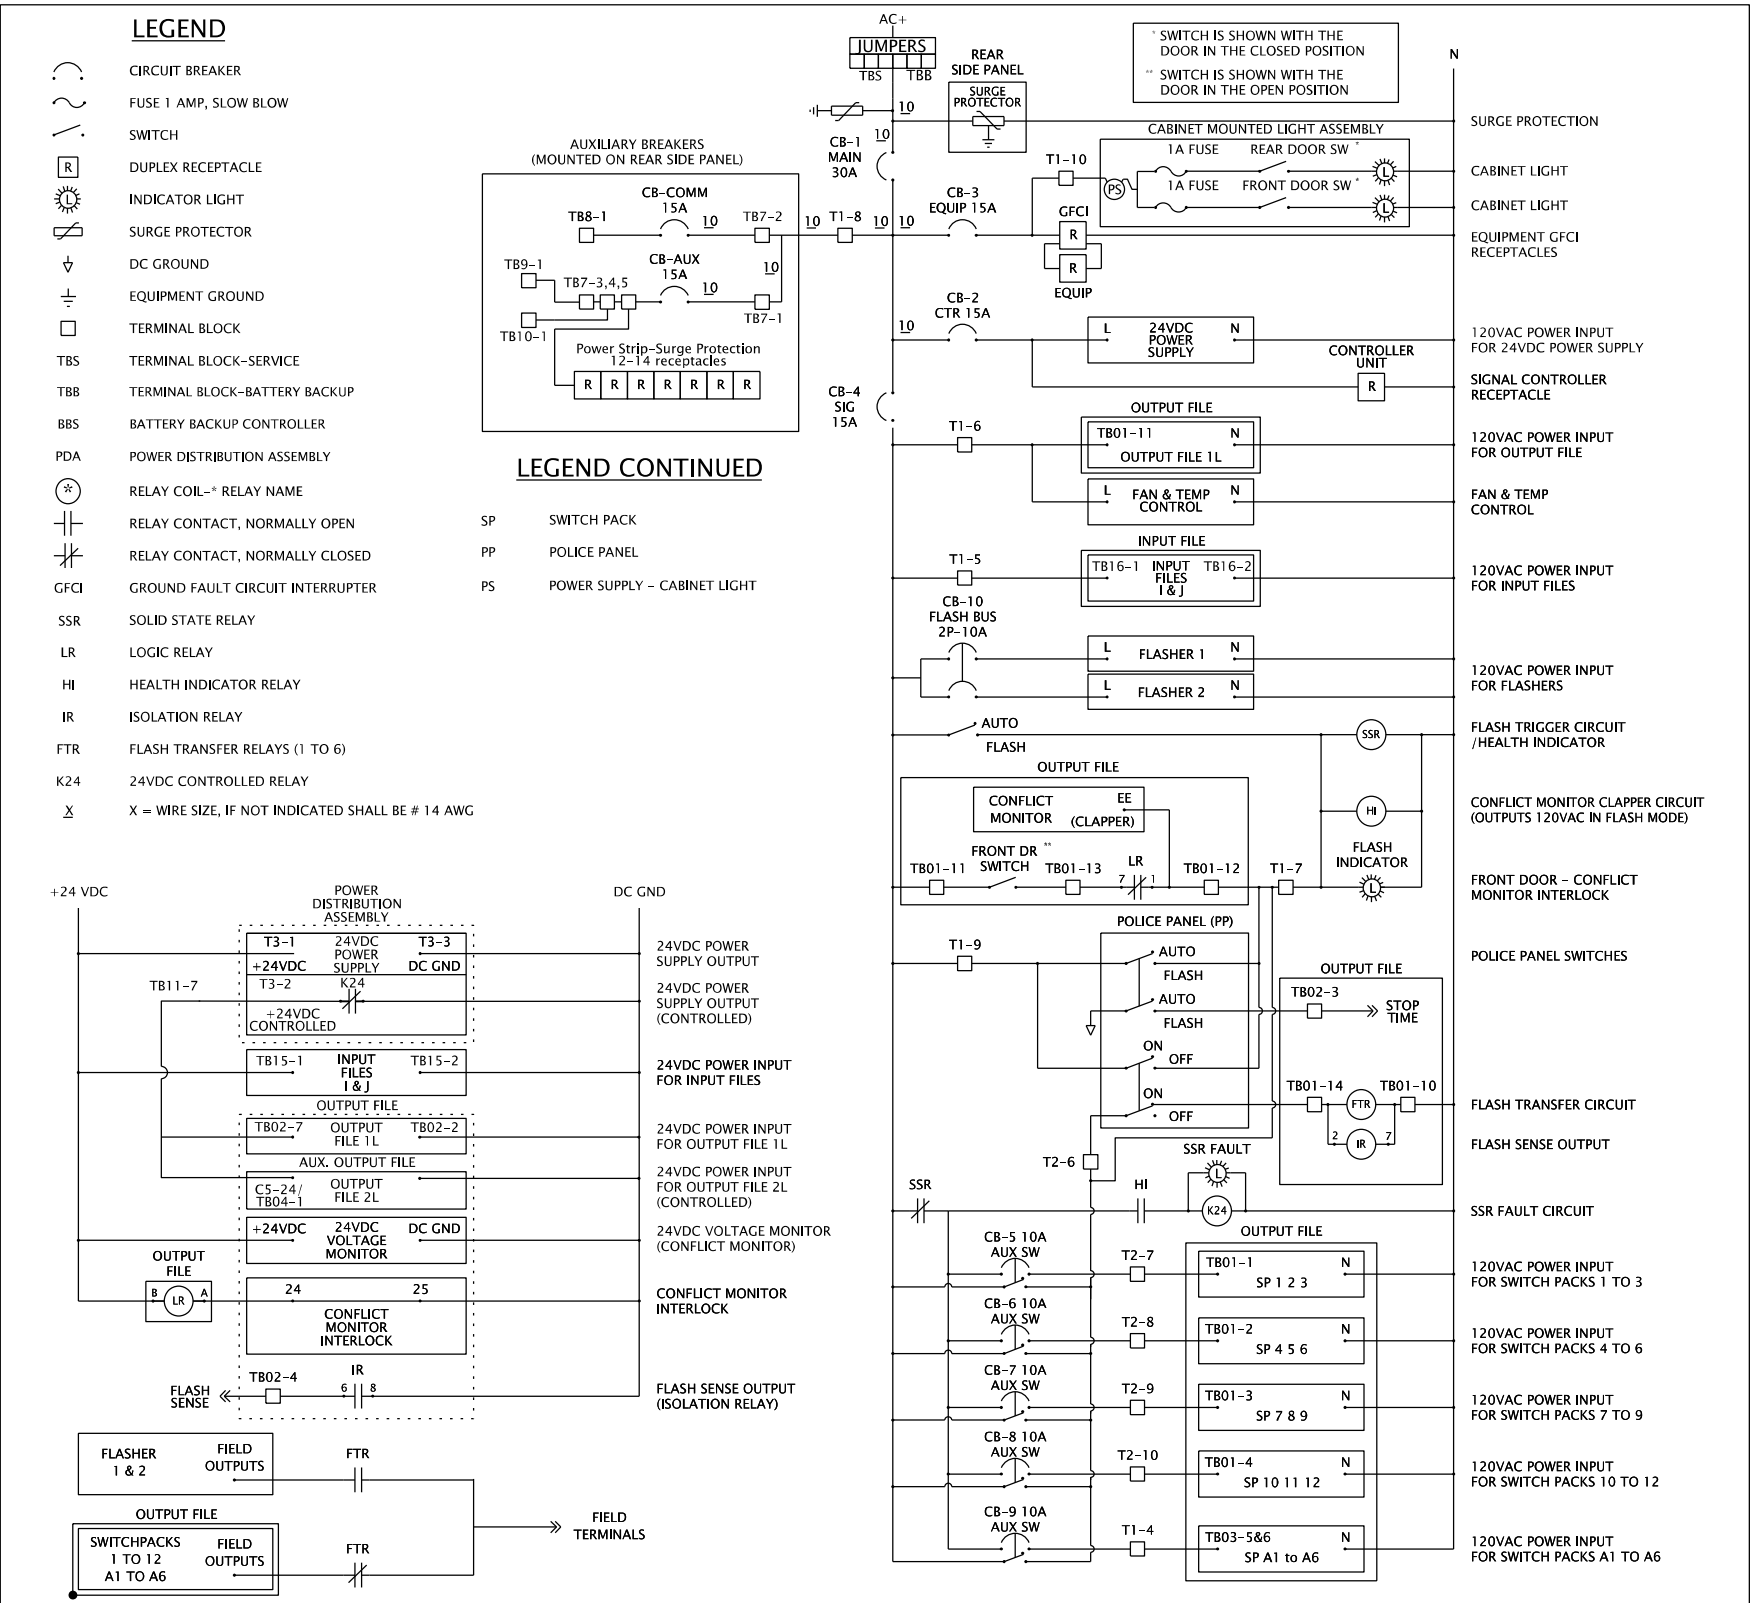 LEGEND
CIRCUIT BREAKER
FUSE 1 AMP, SLOW BLOW
SWITCH
R DUPLEX RECEPTACLE
L INDICATOR LIGHT
SURGE PROTECTOR
DC GROUND
EQUIPMENT GROUND
TERMINAL BLOCK
TBS TERMINAL BLOCK-SERVICE
TBB TERMINAL BLOCK-BATTERY BACKUP
BBS BATTERY BACKUP CONTROLLER
PDA POWER DISTRIBUTION ASSEMBLY
* RELAY COIL-* RELAY NAME
RELAY CONTACT, NORMALLY OPEN
RELAY CONTACT, NORMALLY CLOSED
GFCI GROUND FAULT CIRCUIT INTERRUPTER
SSR SOLID STATE RELAY
LR LOGIC RELAY
HI HEALTH INDICATOR RELAY
IR ISOLATION RELAY
FTR FLASH TRANSFER RELAYS (1 TO 6)
K24 24VDC CONTROLLED RELAY
X X = WIRE SIZE, IF NOT INDICATED SHALL BE # 14 AWG
LEGEND CONTINUED
SP SWITCH PACK
PP POLICE PANEL
PS POWER SUPPLY - CABINET LIGHT
AUXILIARY BREAKERS
(MOUNTED ON REAR SIDE PANEL)
CB-COMM
15A
TB8-1
10
TB7-2
10
T1-8
10
10
TB9-1
CB-AUX
15A
10
TB7-3,4,5
10
TB7-1
TB10-1
Power Strip-Surge Protection
12-14 receptacles
R R R R R R R
AC+
JUMPERS
TBS TBB
10
10
CB-1
MAIN
30A
REAR
SIDE PANEL
SURGE
PROTECTOR
* SWITCH IS SHOWN WITH THE
DOOR IN THE CLOSED POSITION
** SWITCH IS SHOWN WITH THE
DOOR IN THE OPEN POSITION
N
SURGE PROTECTION
CABINET MOUNTED LIGHT ASSEMBLY
T1-10
PS
1A FUSE REAR DOOR SW * L
1A FUSE FRONT DOOR SW * L
CABINET LIGHT
CABINET LIGHT
CB-3
EQUIP 15A
GFCI
R
R
EQUIP
EQUIPMENT GFCI
RECEPTACLES
10
CB-2
CTR 15A
L 24VDC N
POWER
SUPPLY
120VAC POWER INPUT
FOR 24VDC POWER SUPPLY
CONTROLLER
UNIT
R
SIGNAL CONTROLLER
RECEPTACLE
CB-4
SIG
15A
T1-6
OUTPUT FILE
TB01-11 N
OUTPUT FILE 1L
120VAC POWER INPUT
FOR OUTPUT FILE
L FAN & TEMP N
CONTROL
FAN & TEMP
CONTROL
T1-5
INPUT FILE
TB16-1 INPUT TB16-2
FILES
I & J
120VAC POWER INPUT
FOR INPUT FILES
CB-10
FLASH BUS
2P-10A
L FLASHER 1 N
L FLASHER 2 N
120VAC POWER INPUT
FOR FLASHERS
AUTO
FLASH
SSR
FLASH TRIGGER CIRCUIT
/HEALTH INDICATOR
OUTPUT FILE
CONFLICT EE
MONITOR (CLAPPER)
HI
CONFLICT MONITOR CLAPPER CIRCUIT
(OUTPUTS 120VAC IN FLASH MODE)
FLASH
INDICATOR
L
FRONT DR **
SWITCH
TB01-11
TB01-13
LR
7 1
TB01-12
T1-7
FRONT DOOR - CONFLICT
MONITOR INTERLOCK
POLICE PANEL (PP)
T1-9
AUTO
FLASH
AUTO
FLASH
ON
OFF
ON
OFF
POLICE PANEL SWITCHES
OUTPUT FILE
TB02-3
STOP
TIME
TB01-14 TB01-10
FTR
2 IR 7
FLASH TRANSFER CIRCUIT
FLASH SENSE OUTPUT
T2-6
SSR FAULT
L
SSR
HI
K24
SSR FAULT CIRCUIT
OUTPUT FILE
CB-5 10A
AUX SW
T2-7
TB01-1 N
SP 1 2 3
120VAC POWER INPUT
FOR SWITCH PACKS 1 TO 3
CB-6 10A
AUX SW
T2-8
TB01-2 N
SP 4 5 6
120VAC POWER INPUT
FOR SWITCH PACKS 4 TO 6
CB-7 10A
AUX SW
T2-9
TB01-3 N
SP 7 8 9
120VAC POWER INPUT
FOR SWITCH PACKS 7 TO 9
CB-8 10A
AUX SW
T2-10
TB01-4 N
SP 10 11 12
120VAC POWER INPUT
FOR SWITCH PACKS 10 TO 12
CB-9 10A
AUX SW
T1-4
TB03-5&6 N
SP A1 to A6
120VAC POWER INPUT
FOR SWITCH PACKS A1 TO A6
+24 VDC
POWER
DISTRIBUTION
ASSEMBLY
DC GND
T3-1 24VDC T3-3
POWER
+24VDC SUPPLY DC GND
24VDC POWER
SUPPLY OUTPUT
TB11-7
T3-2 K24
+24VDC
CONTROLLED
24VDC POWER
SUPPLY OUTPUT
(CONTROLLED)
TB15-1 INPUT TB15-2
FILES
I & J
24VDC POWER INPUT
FOR INPUT FILES
OUTPUT FILE
TB02-7 OUTPUT TB02-2
FILE 1L
24VDC POWER INPUT
FOR OUTPUT FILE 1L
AUX. OUTPUT FILE
C5-24/ OUTPUT
TB04-1 FILE 2L
24VDC POWER INPUT
FOR OUTPUT FILE 2L
(CONTROLLED)
+24VDC 24VDC DC GND
VOLTAGE
MONITOR
24VDC VOLTAGE MONITOR
(CONFLICT MONITOR)
OUTPUT
FILE
B LR A
24 25
CONFLICT
MONITOR
INTERLOCK
CONFLICT MONITOR
INTERLOCK
FLASH
SENSE
TB02-4
IR
6 8
FLASH SENSE OUTPUT
(ISOLATION RELAY)
FLASHER
1 & 2
FIELD
OUTPUTS
FTR
OUTPUT FILE
SWITCHPACKS
1 TO 12
A1 TO A6
FIELD
OUTPUTS
FTR
FIELD
TERMINALS